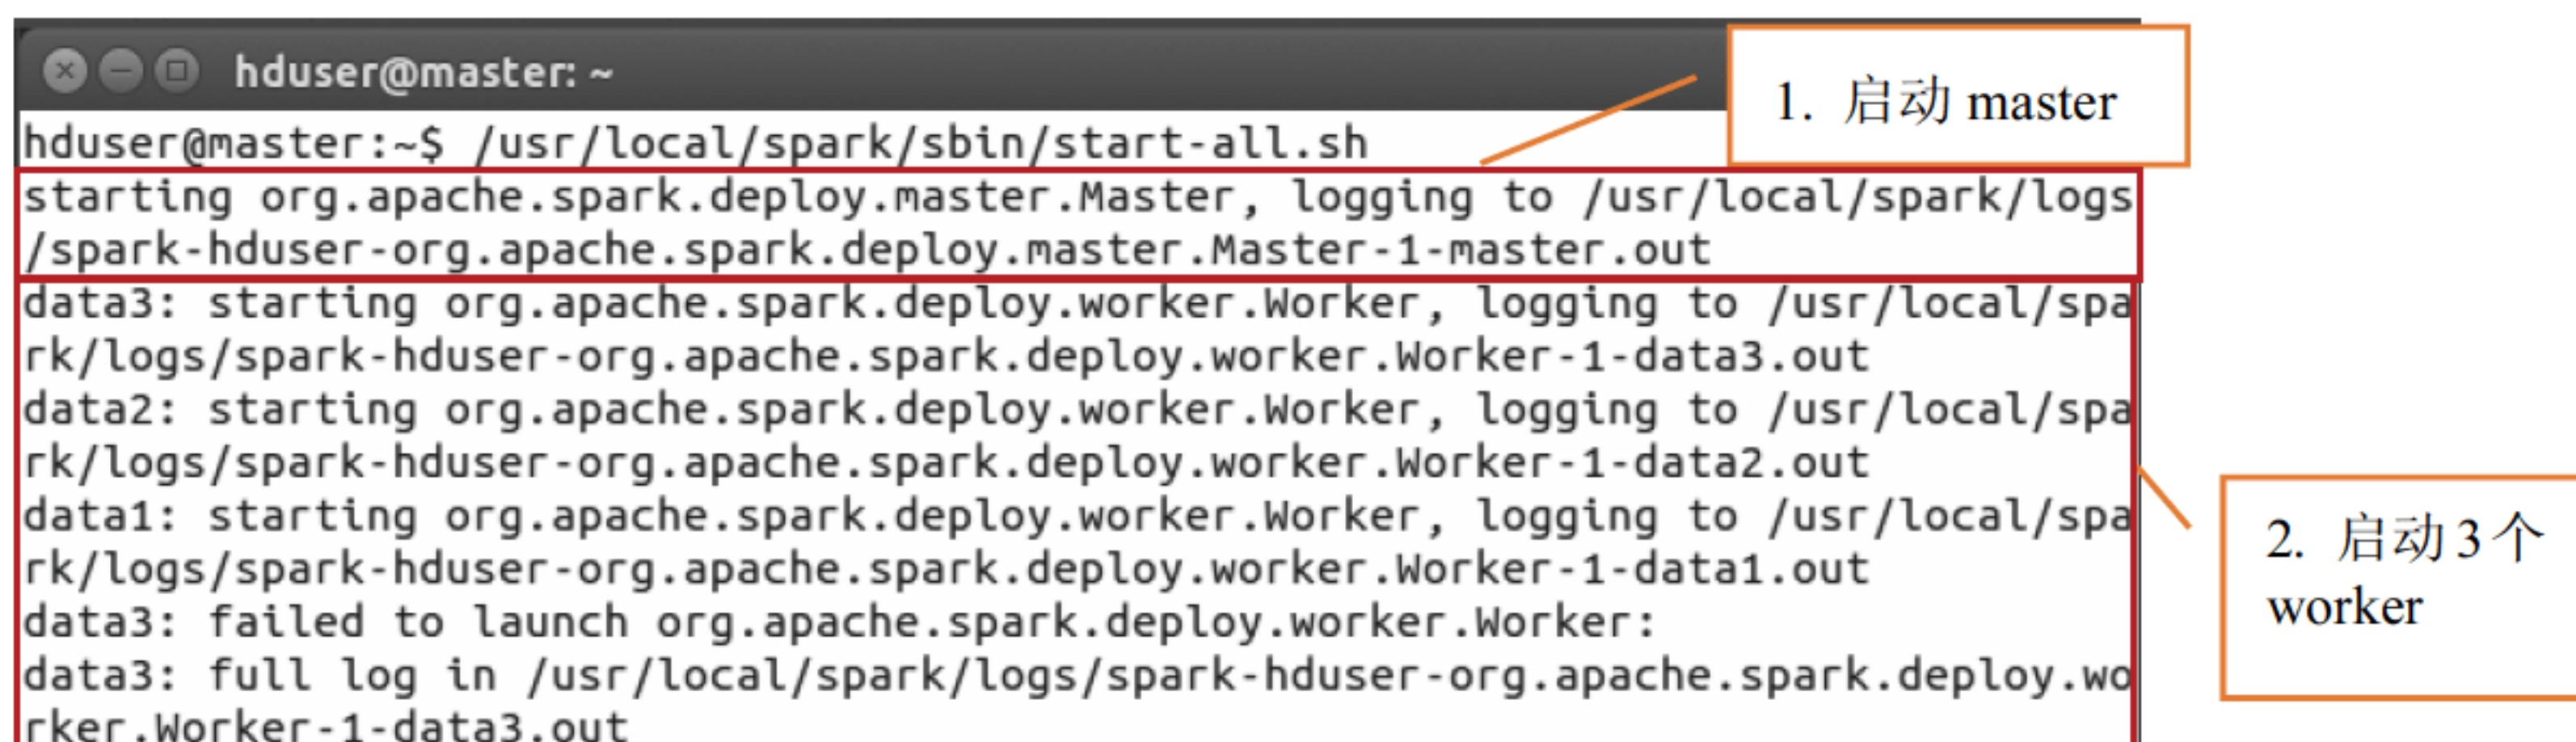 hduser@master: ~
1. 启动 master
hduser@master:~$ /usr/local/spark/sbin/start-all.sh
starting org.apache.spark.deploy.master.Master, logging to /usr/local/spark/logs
/spark-hduser-org.apache.spark.deploy.master.Master-1-master.out
data3: starting org.apache.spark.deploy.worker.Worker, logging to /usr/local/spa
rk/logs/spark-hduser-org.apache.spark.deploy.worker.Worker-1-data3.out
data2: starting org.apache.spark.deploy.worker.Worker, logging to /usr/local/spa
rk/logs/spark-hduser-org.apache.spark.deploy.worker.Worker-1-data2.out
data1: starting org.apache.spark.deploy.worker.Worker, logging to /usr/local/spa
rk/logs/spark-hduser-org.apache.spark.deploy.worker.Worker-1-data1.out
data3: failed to launch org.apache.spark.deploy.worker.Worker:
data3: full log in /usr/local/spark/logs/spark-hduser-org.apache.spark.deploy.wo
rker.Worker-1-data3.out
2. 启动 3 个
worker